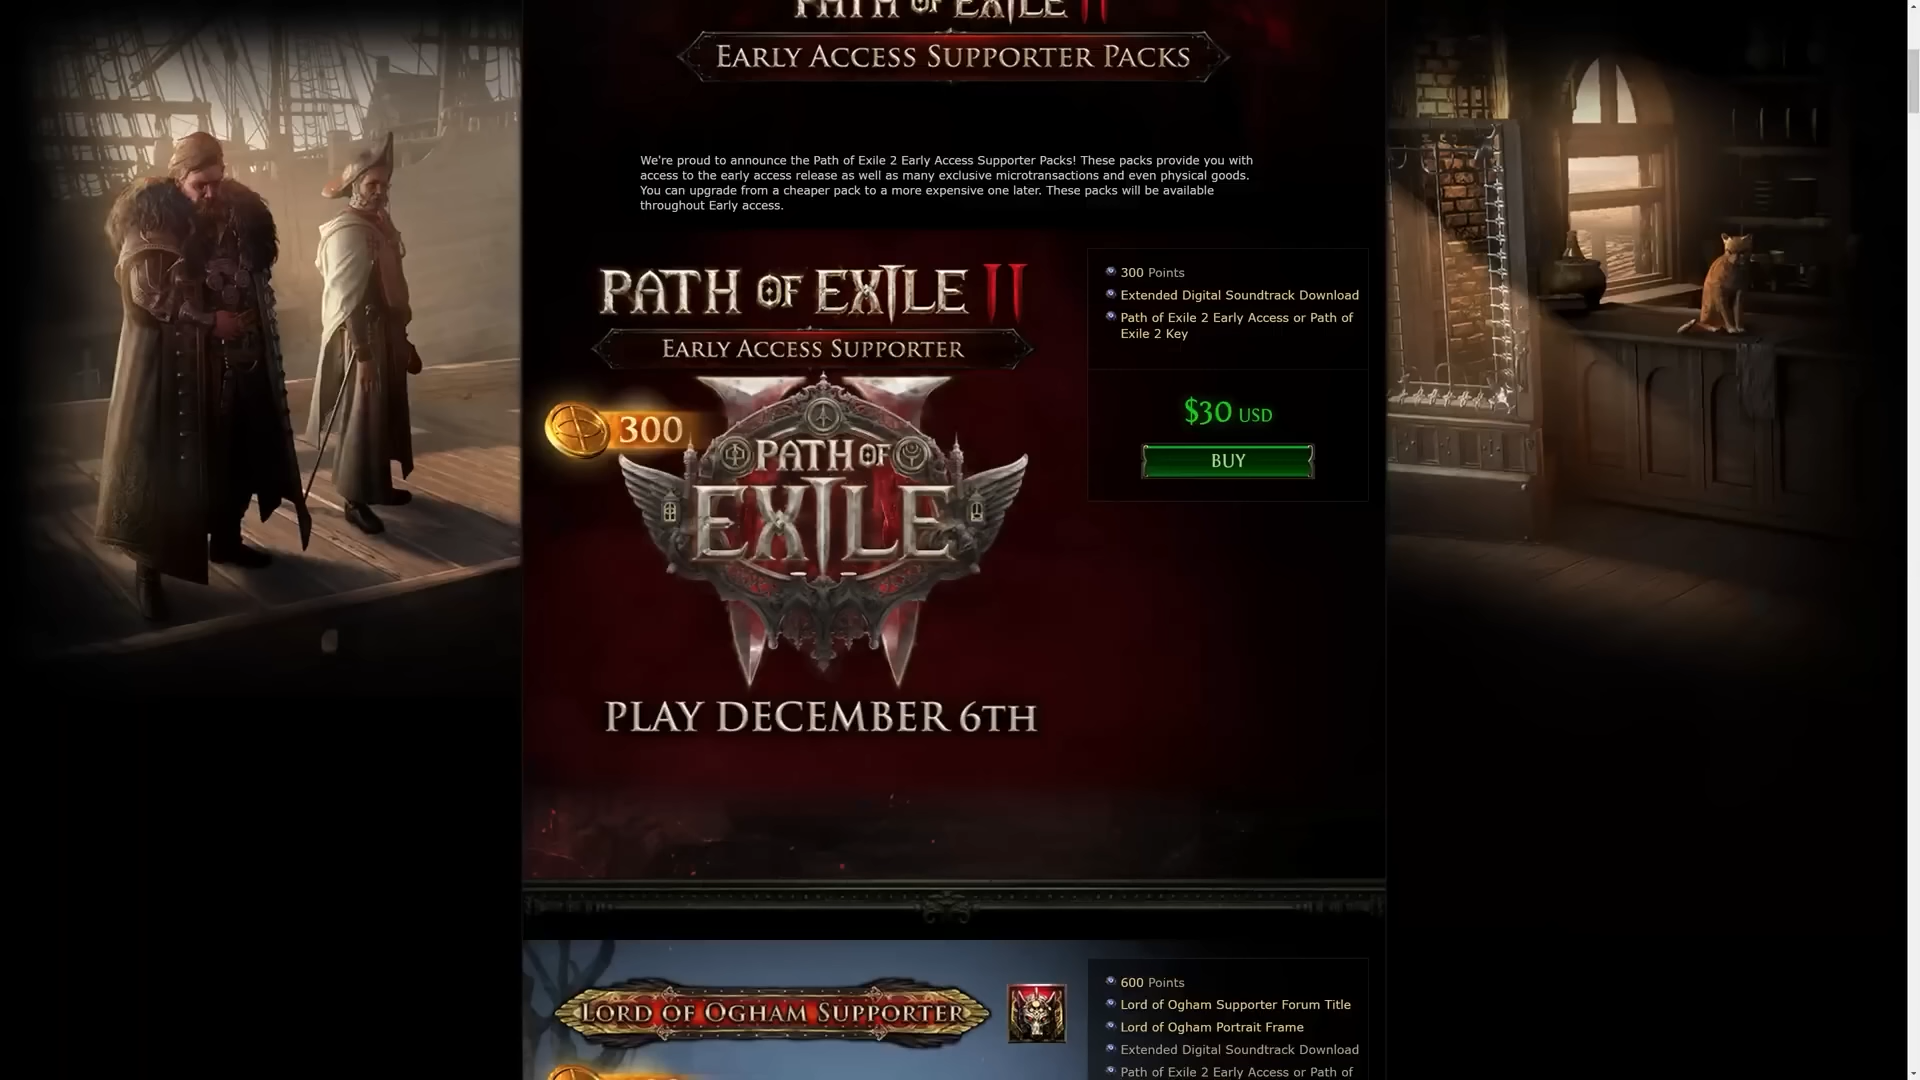 PATH OF EXILE II
EARLY ACCESS SUPPORTER PACKS
We're proud to announce the Path of Exile 2 Early Access Supporter Packs! These packs provide you with
access to the early access release as well as many exclusive microtransactions and even physical goods.
You can upgrade from a cheaper pack to a more expensive one later. These packs will be available
throughout Early access.
PATH OF EXILE II
EARLY ACCESS SUPPORTER
300
PATH OF
EXILE
PLAY DECEMBER 6TH
300 Points
Extended Digital Soundtrack Download
Path of Exile 2 Early Access or Path of
Exile 2 Key
$30 USD
BUY
LORD OF OGHAM SUPPORTER
600 Points
Lord of Ogham Supporter Forum Title
Lord of Ogham Portrait Frame
Extended Digital Soundtrack Download
Path of Exile 2 Early Access or Path of